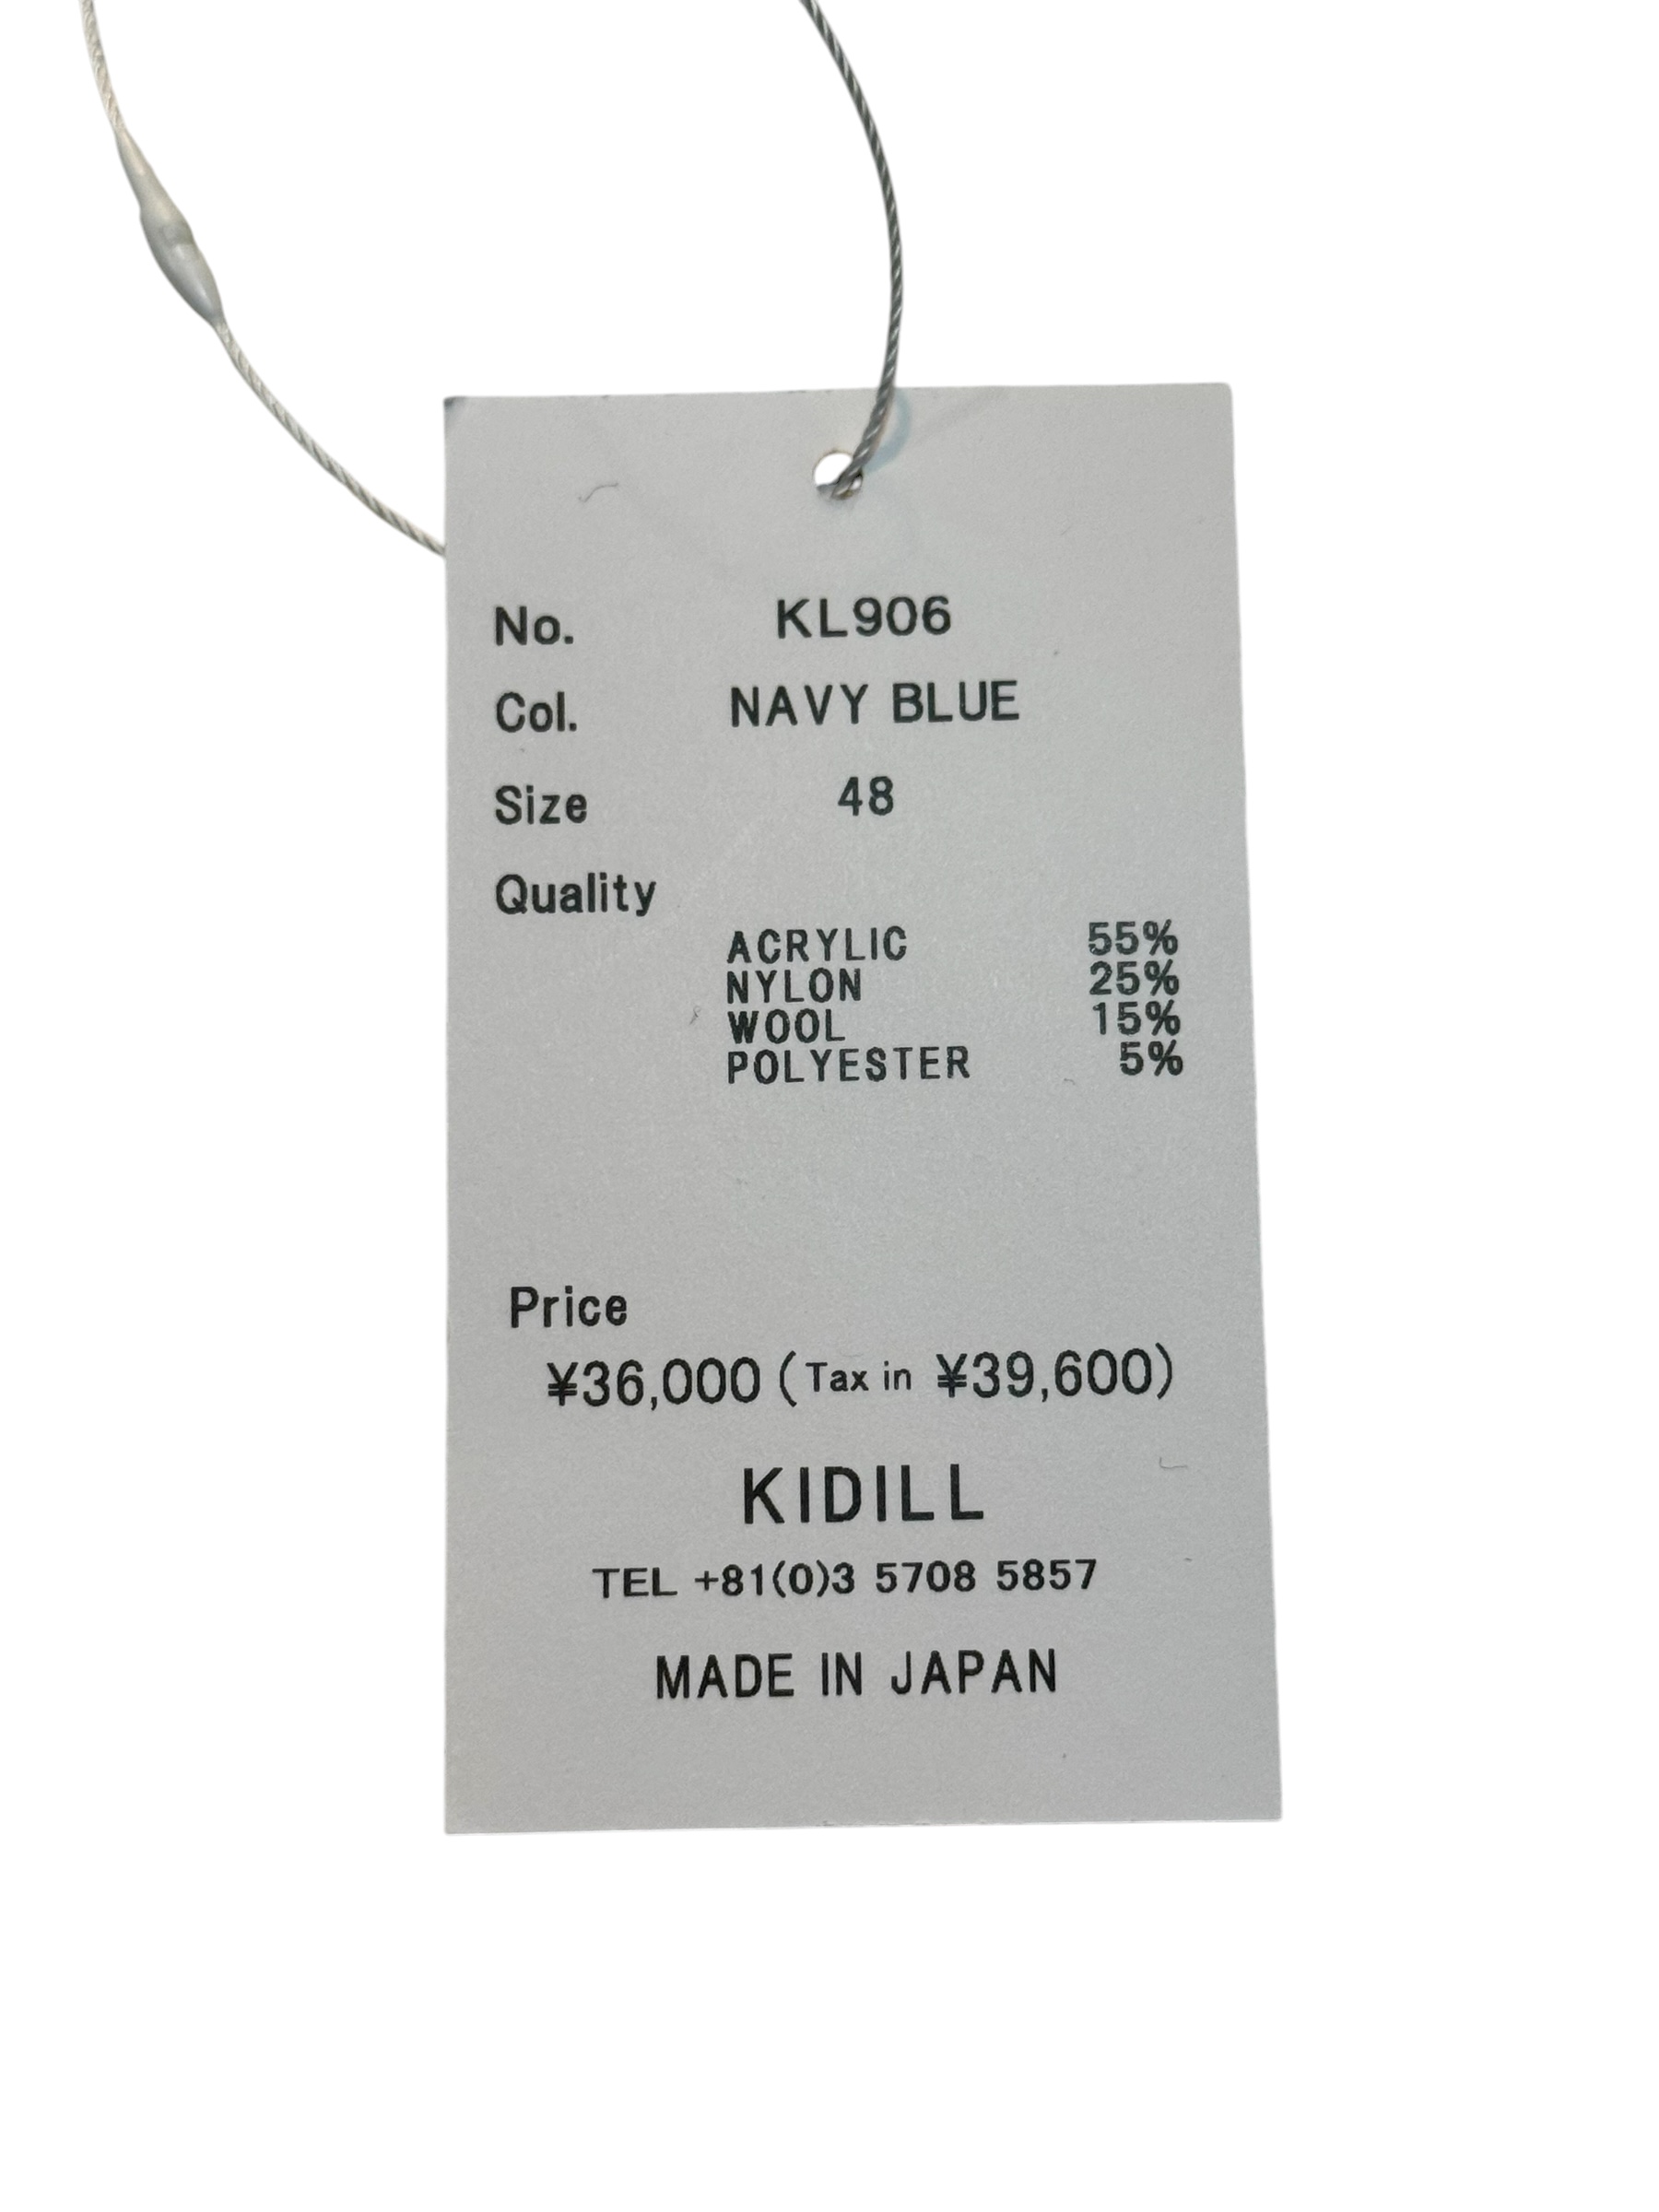 No. KL906
Col. NAVY BLUE
Size 48
Quality
ACRYLIC 55%
NYLON 25%
WOOL 15%
POLYESTER 5%
Price
¥36,000 (Tax in ¥39,600)
KIDILL
TEL +81(0)3 5708 5857
MADE IN JAPAN